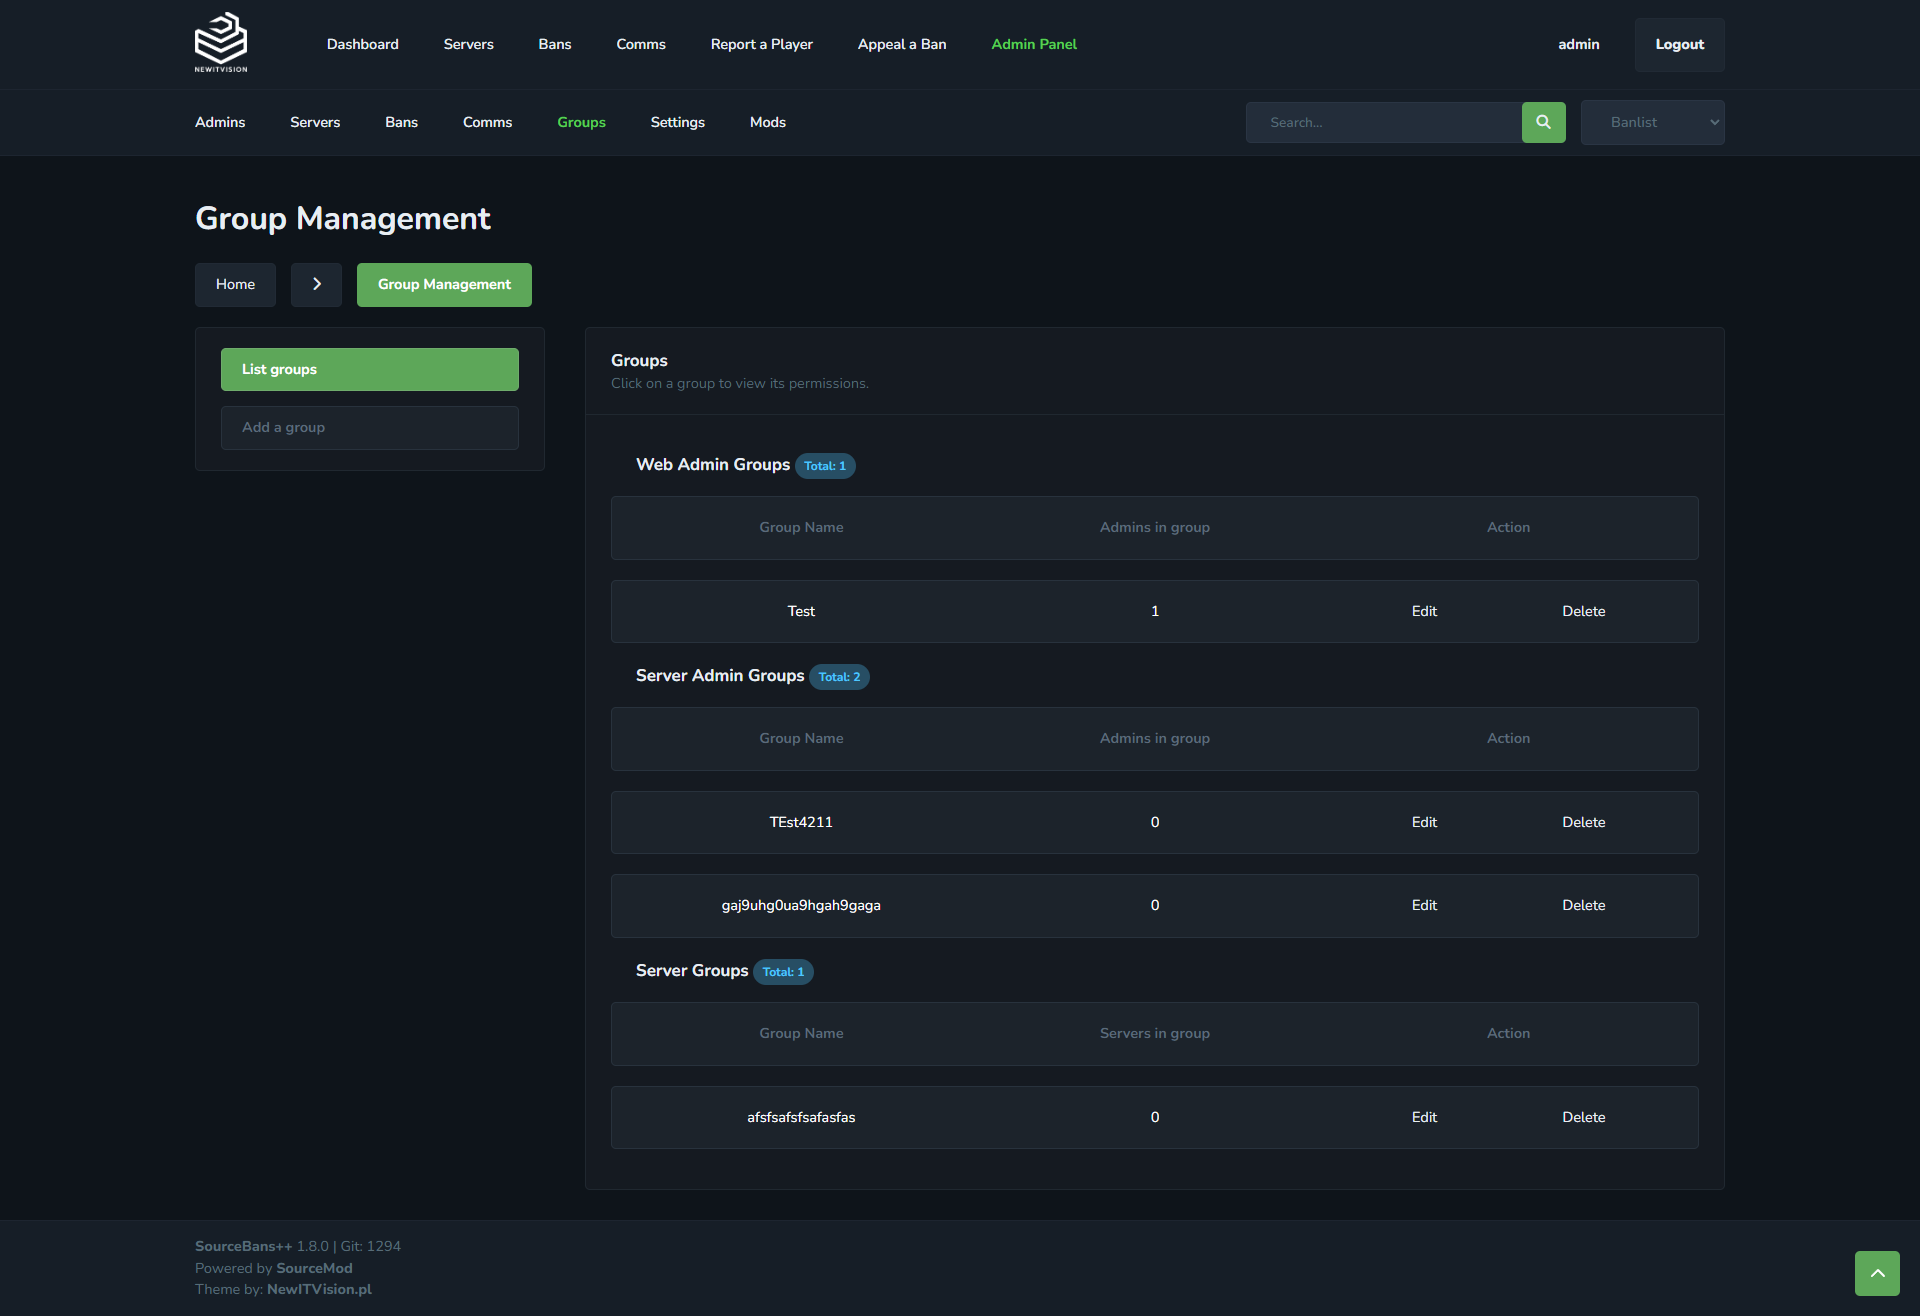 NEWITVISION
Dashboard Servers Bans Comms Report a Player Appeal a Ban Admin Panel admin Logout
Admins Servers Bans Comms Groups Settings Mods Search... Banlist
Group Management
Home Group Management
List groups
Add a group
Groups
Click on a group to view its permissions.
Web Admin Groups Total: 1
Group Name Admins in group Action
Test 1 Edit Delete
Server Admin Groups Total: 2
Group Name Admins in group Action
TEst4211 0 Edit Delete
gaj9uhg0ua9hgah9gaga 0 Edit Delete
Server Groups Total: 1
Group Name Servers in group Action
afsfsafsfsafasfas 0 Edit Delete
SourceBans++ 1.8.0 | Git: 1294
Powered by SourceMod
Theme by: NewITVision.pl